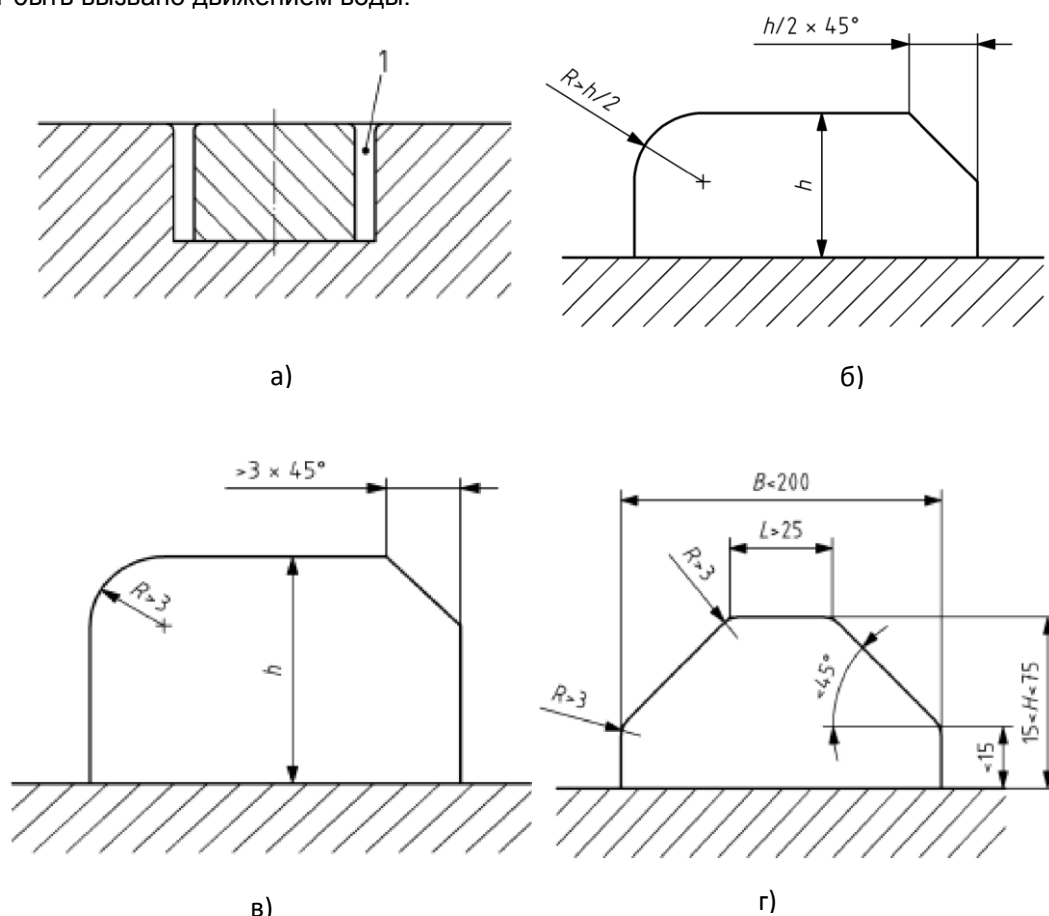 быть вызвано движением воды.
1
h/2 × 45°
R>h/2
h
а)
б)
>3 × 45°
R>3
h
B<200
L>25
R>3
R>3
<45°
<15
15<H<75
в)
г)